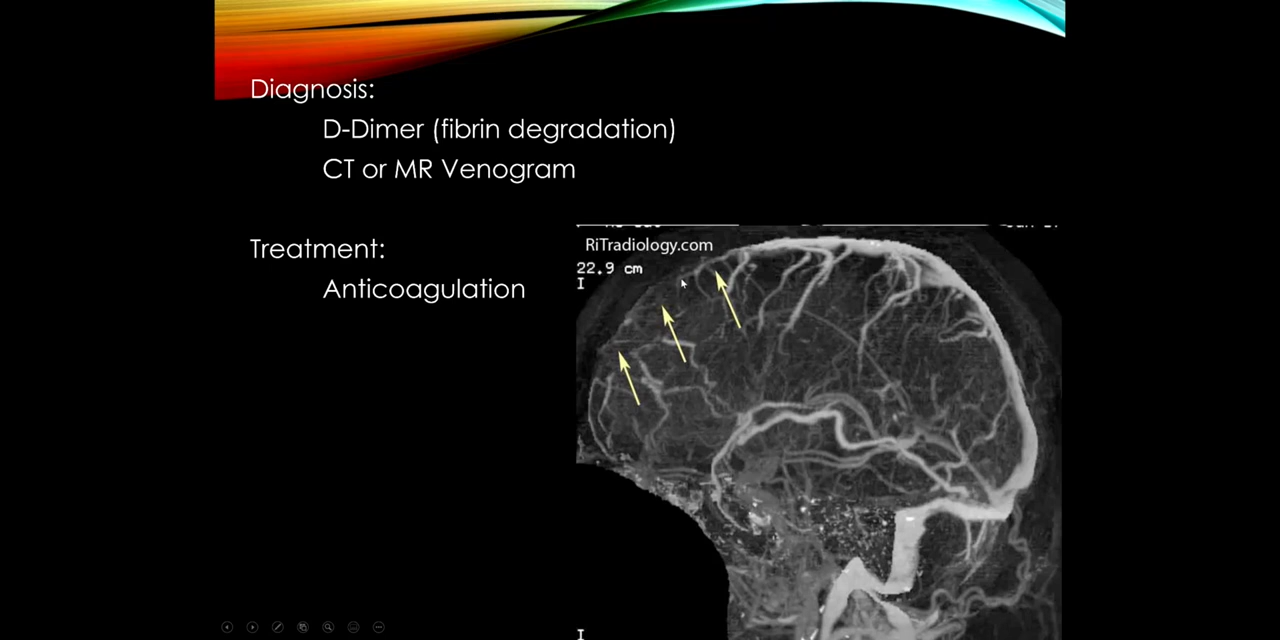 Diagnosis:
D-Dimer (fibrin degradation)
CT or MR Venogram
Treatment:
Anticoagulation
RiTradiology.com
22.9 cm
I
I